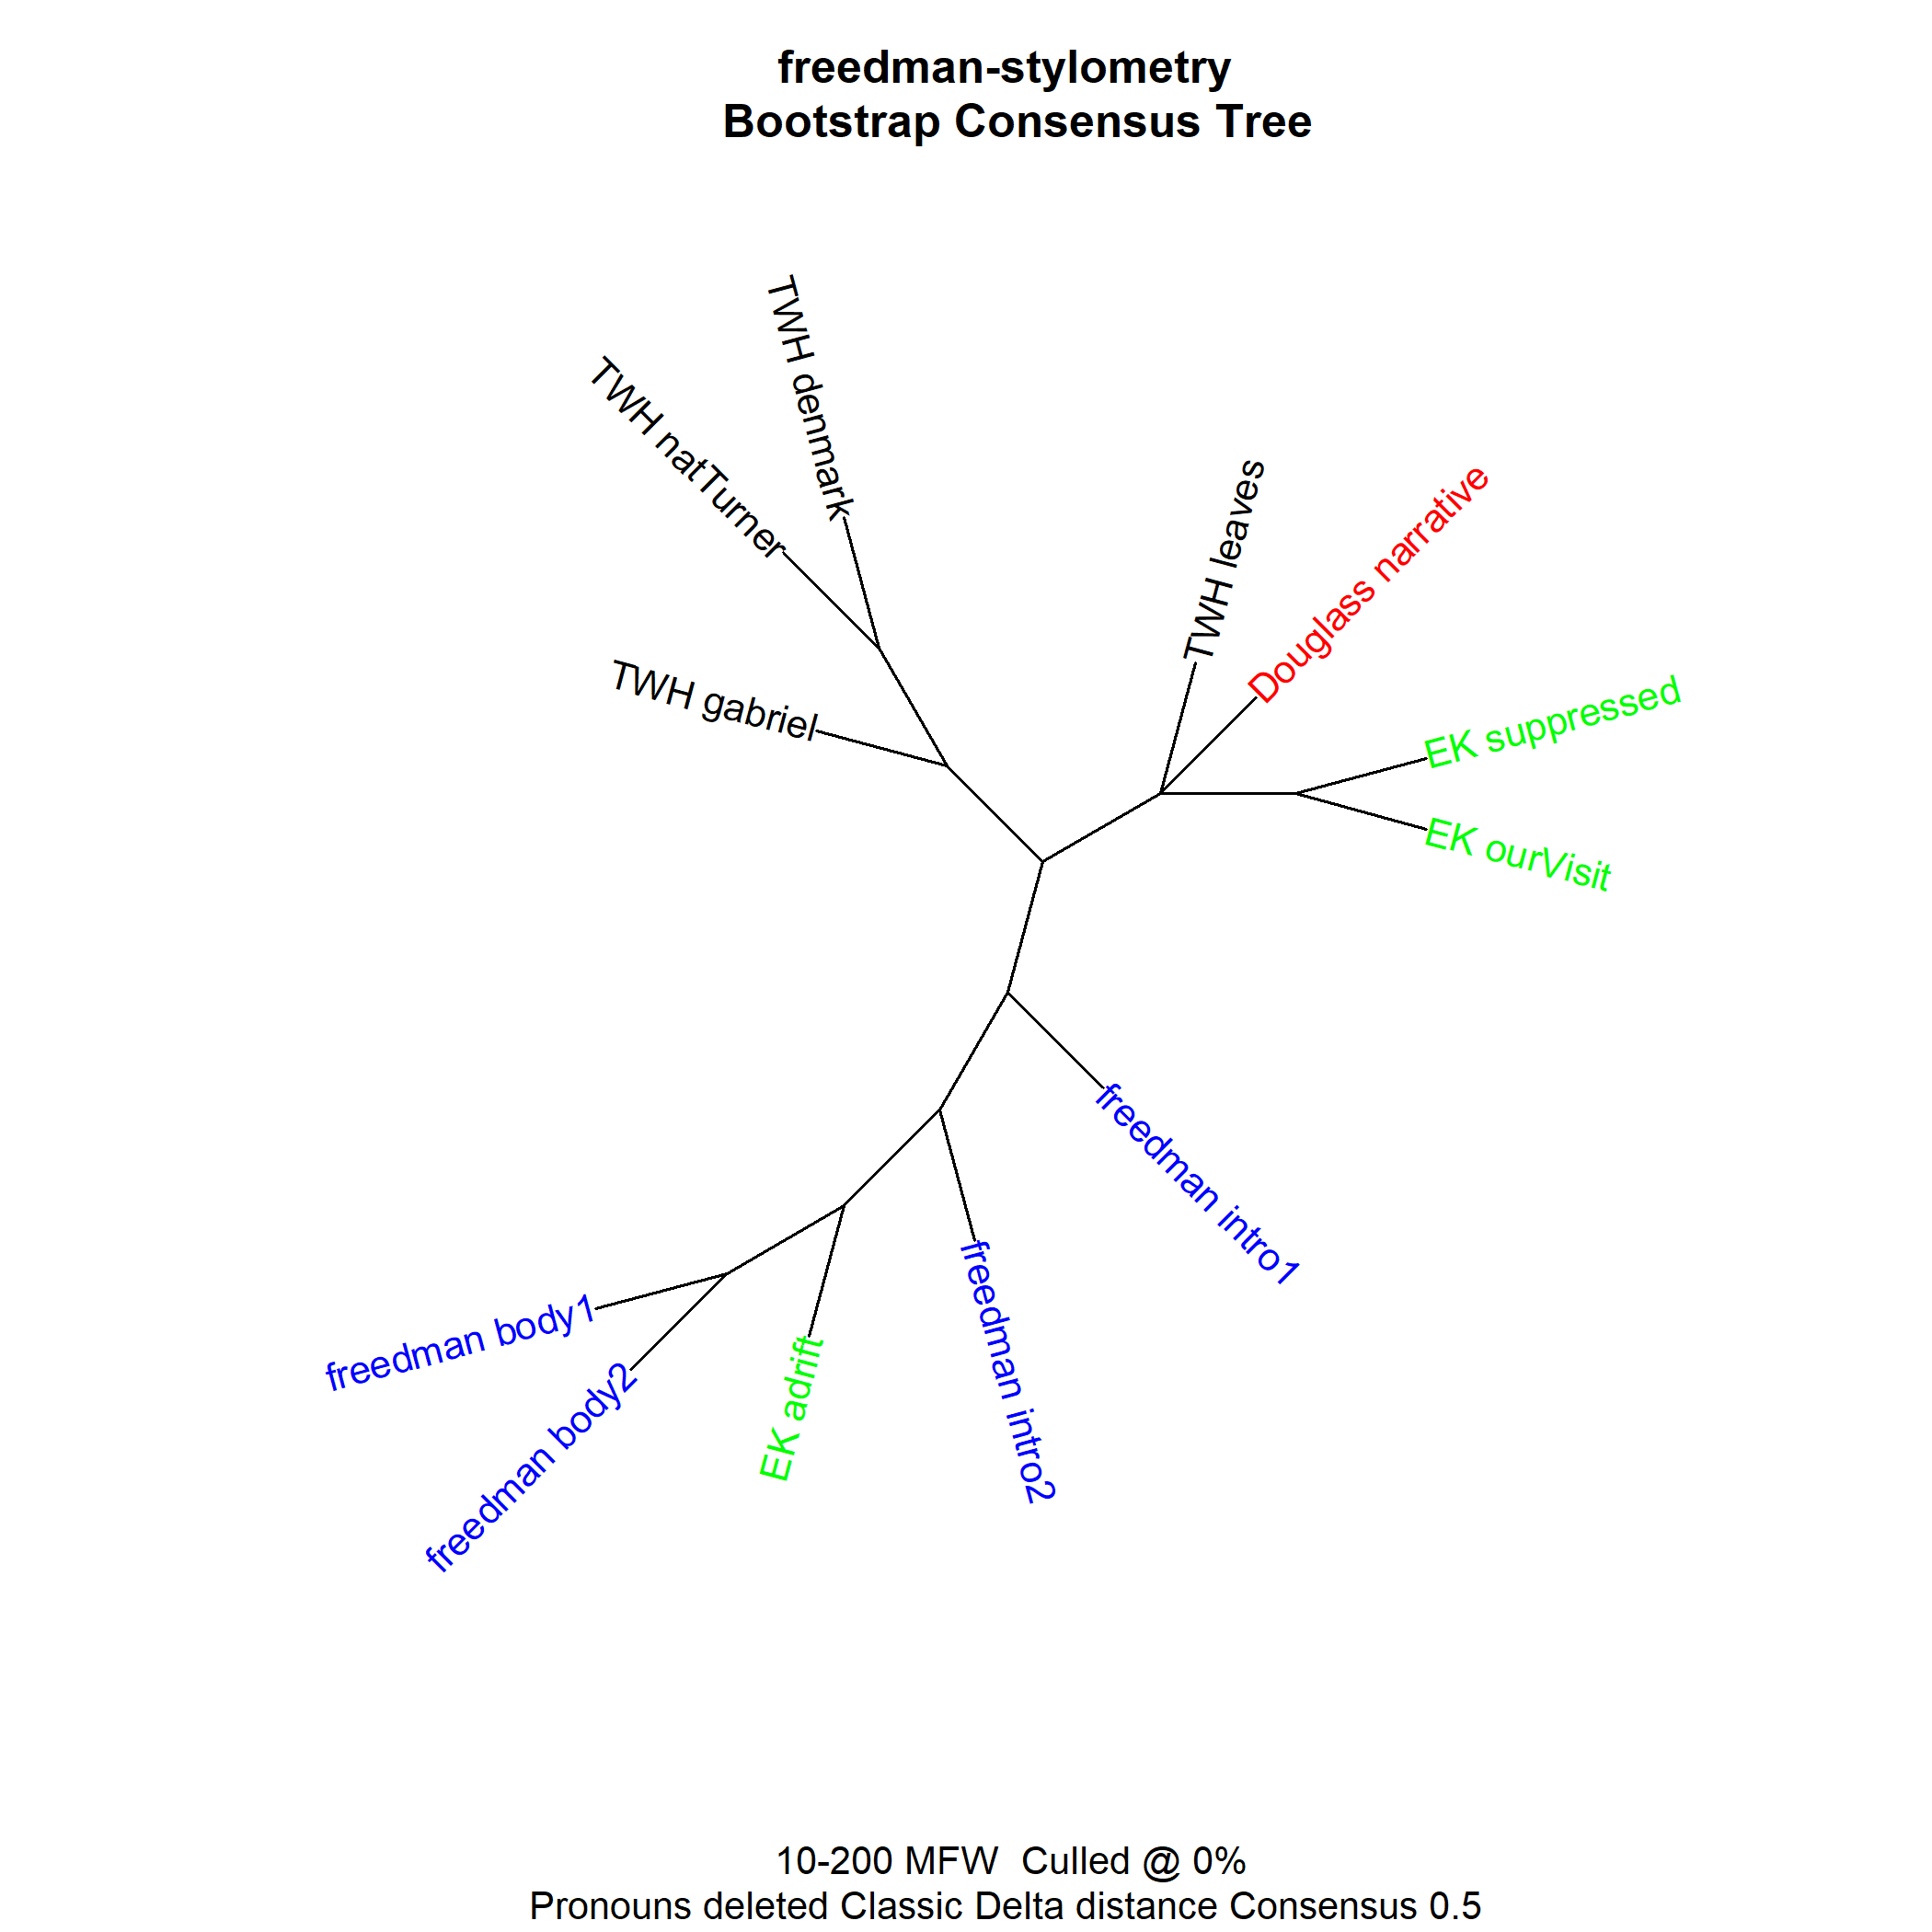 freedman-stylometry
Bootstrap Consensus Tree
TWH denmark
TWH natTurner
TWH gabriel
TWH leaves
Douglass narrative
EK suppressed
EK ourVisit
freedman intro1
freedman intro2
EK adrift
freedman body1
freedman body2
10-200 MFW  Culled @ 0%
Pronouns deleted Classic Delta distance Consensus 0.5